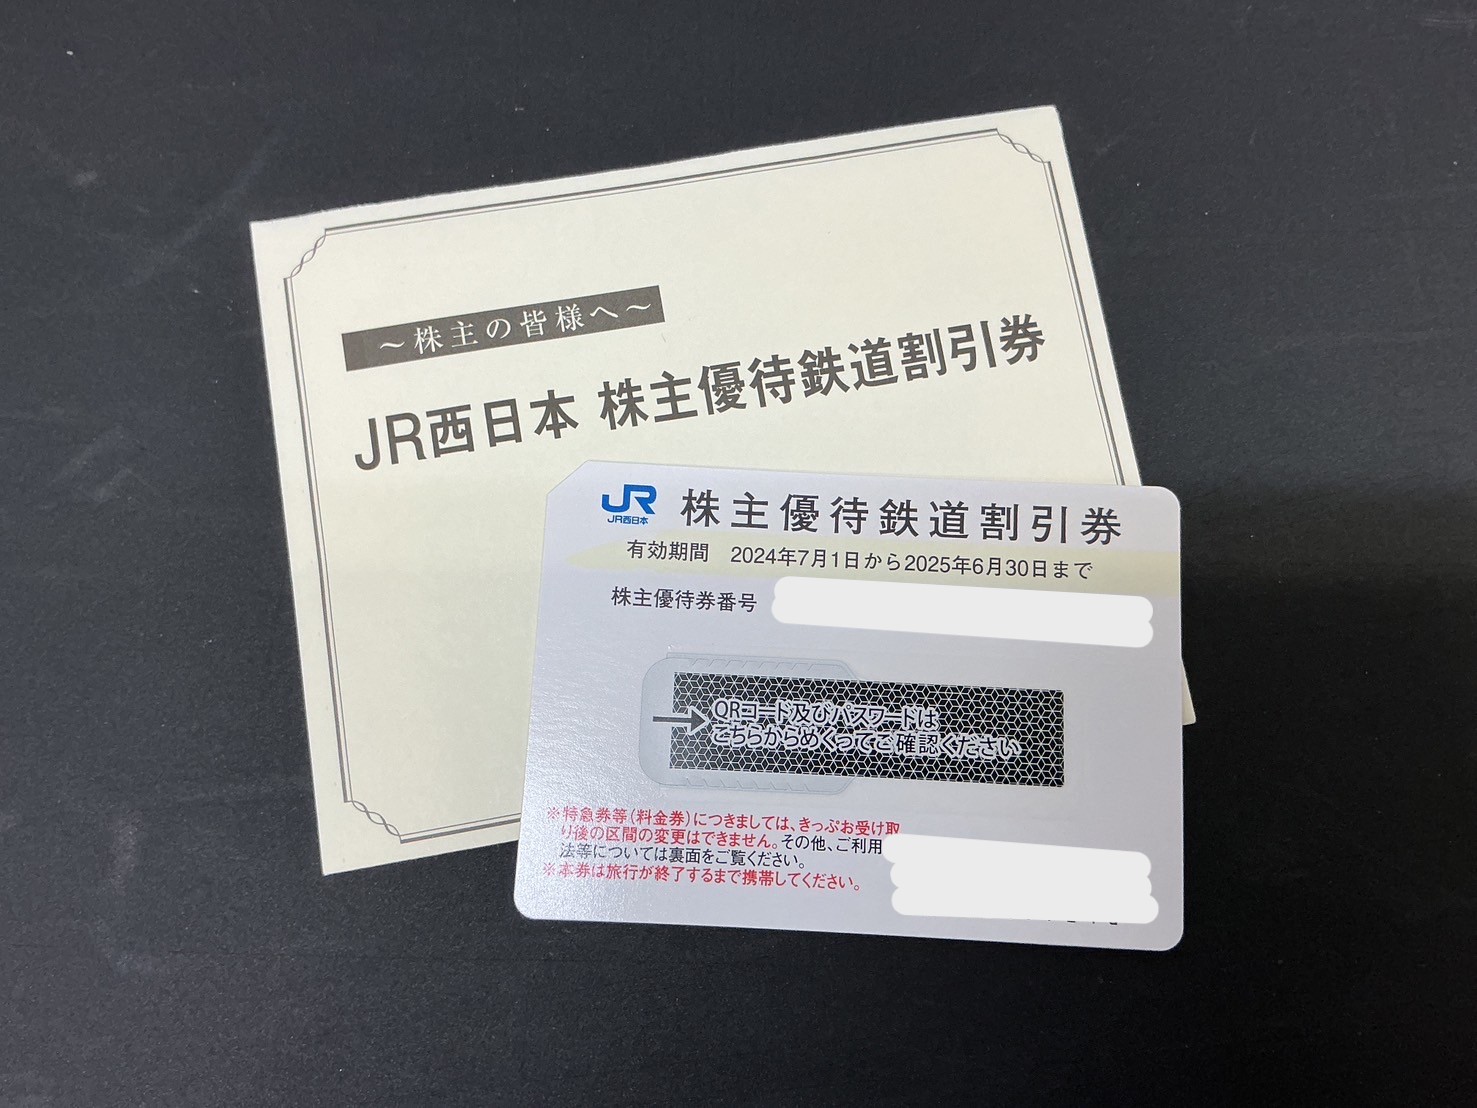 ～株主の皆様へ～
JR西日本 株主優待鉄道割引券
JR
JR西日本
株主優待鉄道割引券
有効期間 2024年7月1日から2025年6月30日まで
株主優待券番号
QRコード及びパスワードは
こちらからめくってご確認ください
※特急券等(料金券)につきましては、きっぷお受け取
り後の区間の変更はできません。その他、ご利用
法等については裏面をご覧ください。
※本券は旅行が終了するまで携帯してください。